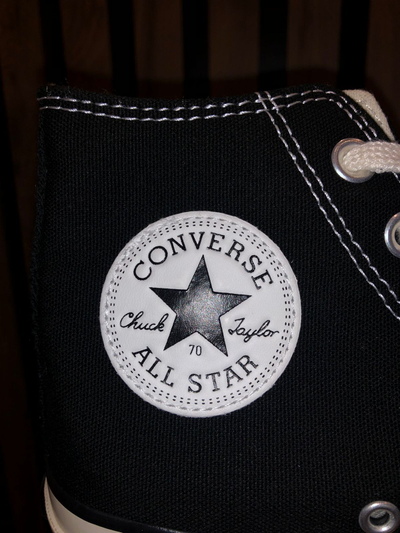 CONVERSE
Chuck Taylor
70
ALL STAR